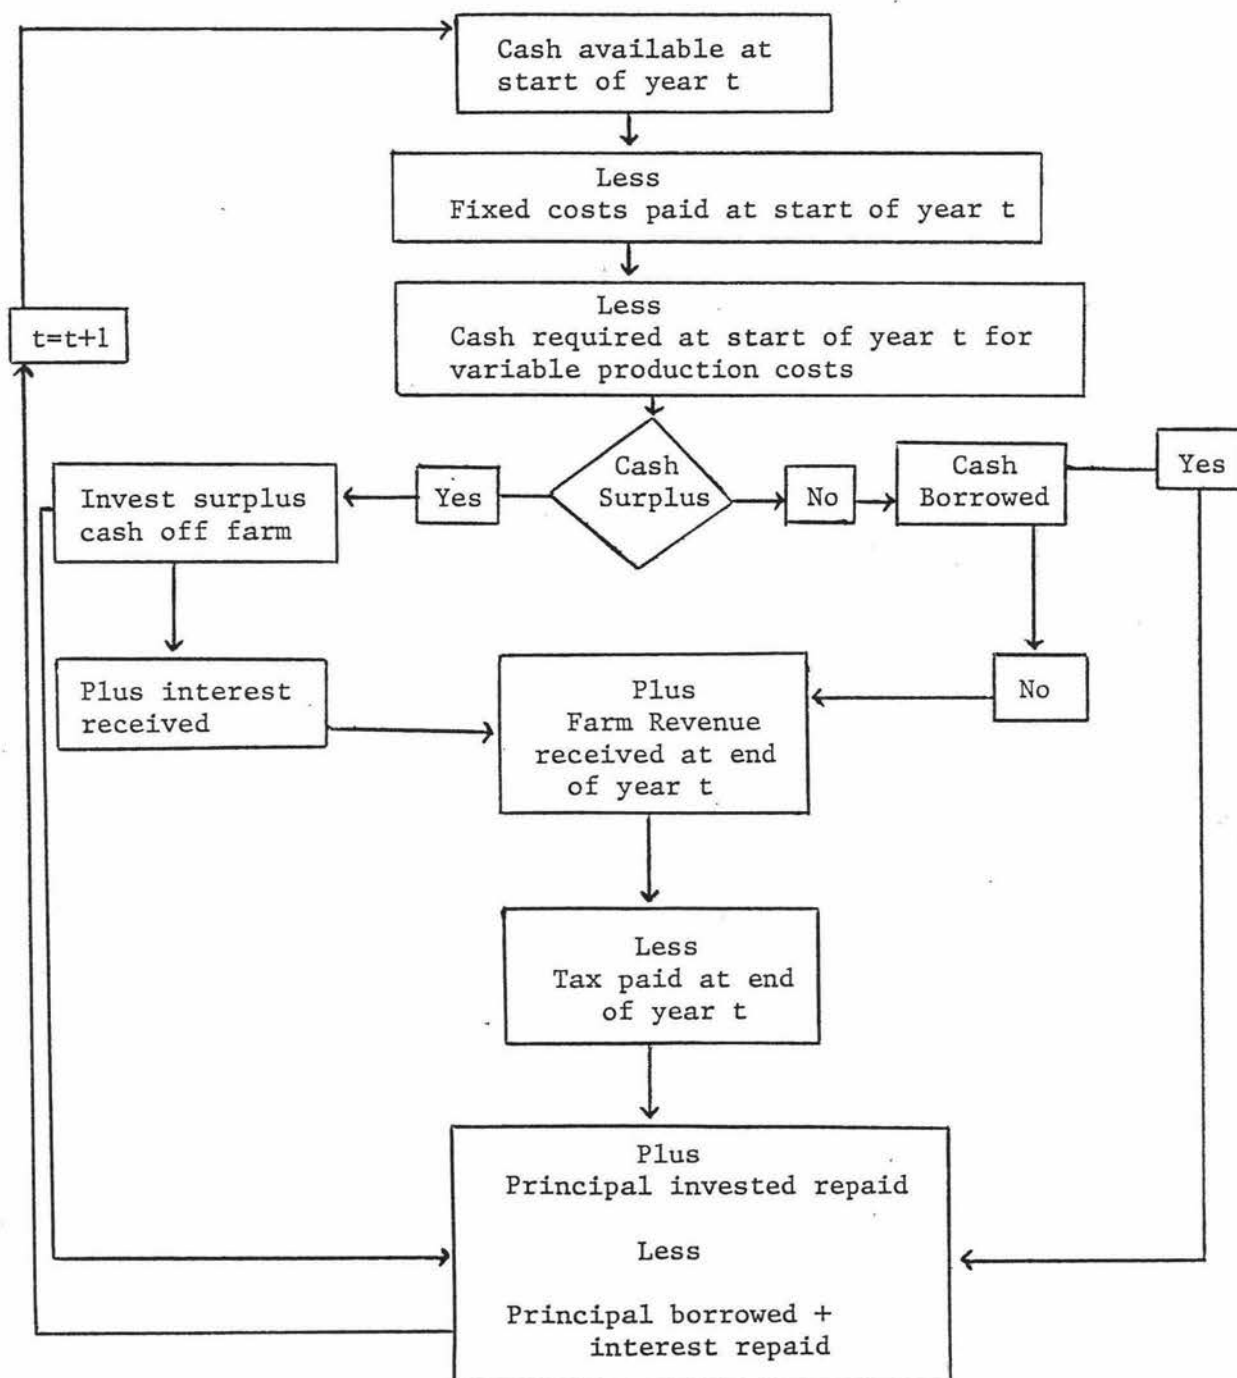 Cash available at
start of year t
Less
Fixed costs paid at start of year t
Less
Cash required at start of year t for
variable production costs
t=t+1
Cash
Surplus
Yes
No
Cash
Borrowed
Yes
Invest surplus
cash off farm
Plus interest
received
Plus
Farm Revenue
received at end
of year t
No
Less
Tax paid at end
of year t
Plus
Principal invested repaid
Less
Principal borrowed +
interest repaid